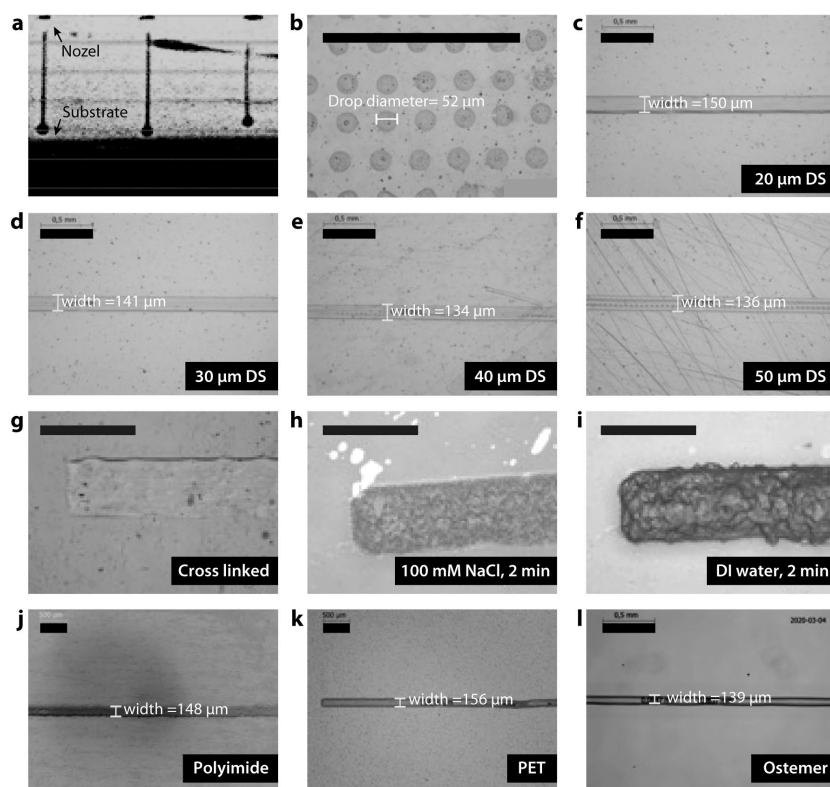 a
Nozel
Substrate
b
Drop diameter= 52 µm
c
0,5 mm
width = 150 µm
20 µm DS
d
0,5 mm
width =141 µm
30 µm DS
e
0,5 mm
width =134 µm
40 µm DS
f
0,5 mm
width =136 µm
50 µm DS
g
Cross linked
h
100 mM NaCl, 2 min
i
DI water, 2 min
j
500 µm
width =148 µm
Polyimide
k
500 µm
width =156 µm
PET
l
0,5 mm
2020-03-04
width =139 µm
Ostemer